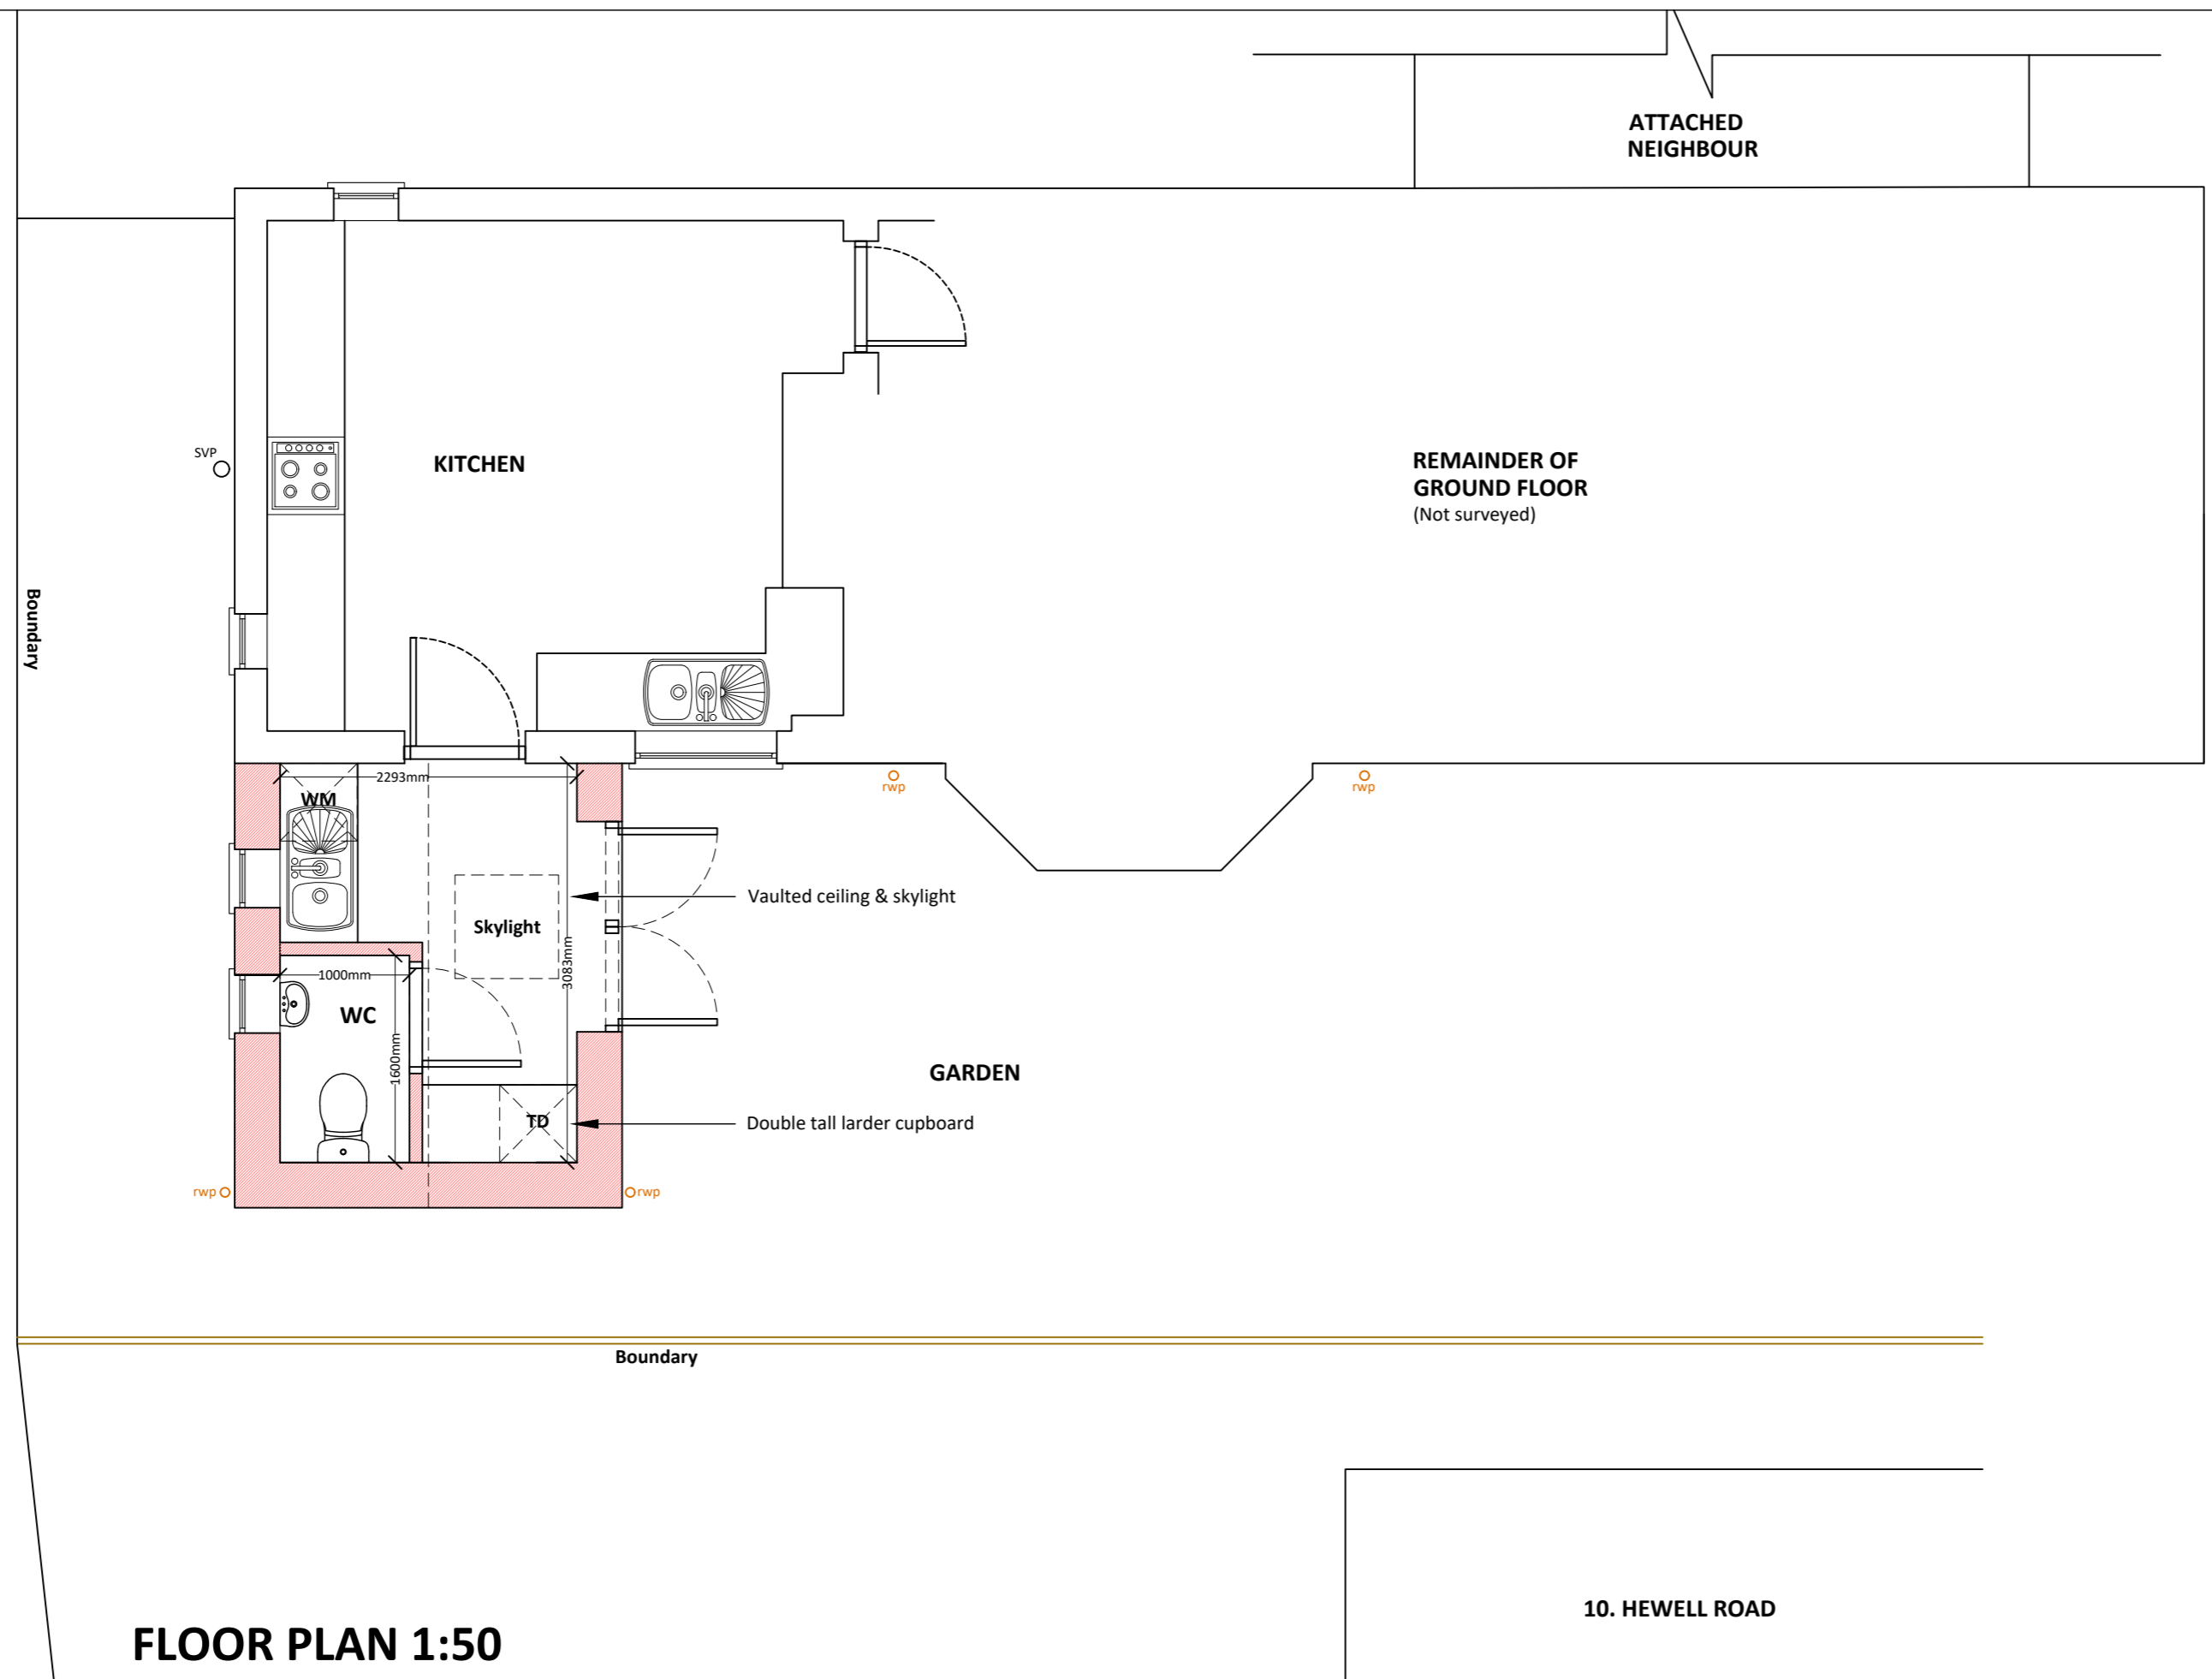 ATTACHED
NEIGHBOUR
SVP
KITCHEN
REMAINDER OF
GROUND FLOOR
(Not surveyed)
Boundary
2293mm
WM
rwp
rwp
Vaulted ceiling & skylight
Skylight
3083mm
1000mm
WC
1600mm
GARDEN
TD
Double tall larder cupboard
rwp
rwp
Boundary
10. HEWELL ROAD
FLOOR PLAN 1:50